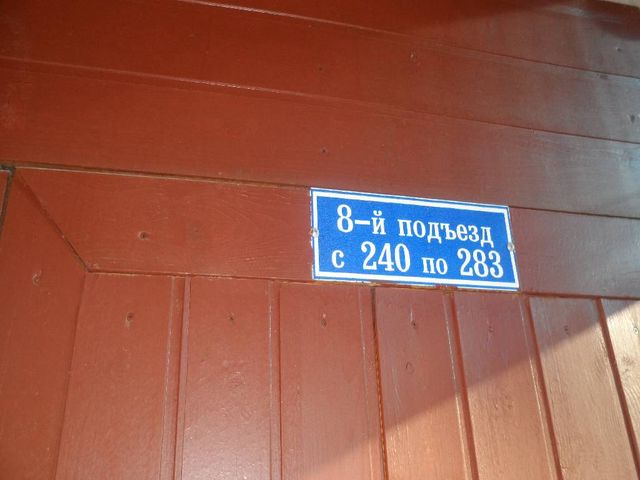 8-й подъезд
с 240 по 283